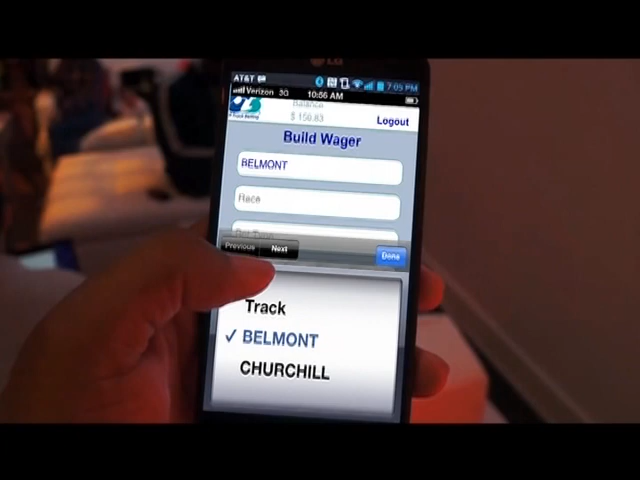 LG
AT&T 7:05 PM
Verizon 3G 10:56 AM
Balance
$ 150.83
Logout
Build Wager
BELMONT
Race
Previous Next Done
Track
✓ BELMONT
CHURCHILL